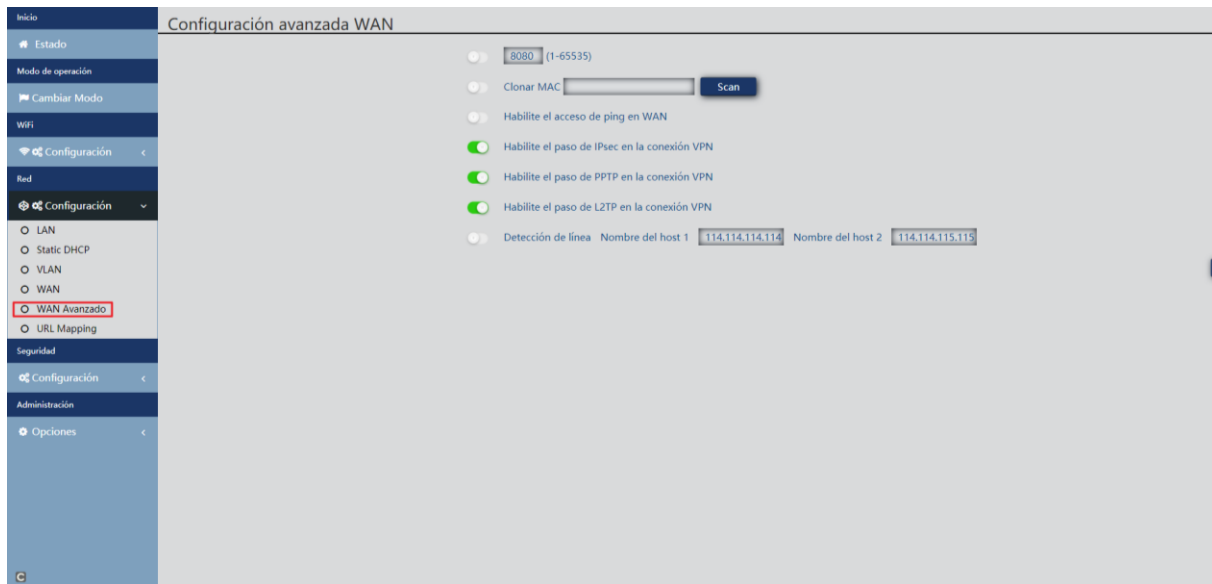 Inicio
Estado
Modo de operación
Cambiar Modo
WiFi
Configuración
Red
Configuración
LAN
Static DHCP
VLAN
WAN
WAN Avanzado
URL Mapping
Seguridad
Configuración
Administración
Opciones
Configuración avanzada WAN
8080 (1-65535)
Clonar MAC Scan
Habilite el acceso de ping en WAN
Habilite el paso de IPsec en la conexión VPN
Habilite el paso de PPTP en la conexión VPN
Habilite el paso de L2TP en la conexión VPN
Detección de línea Nombre del host 1 114.114.114.114 Nombre del host 2 114.114.115.115